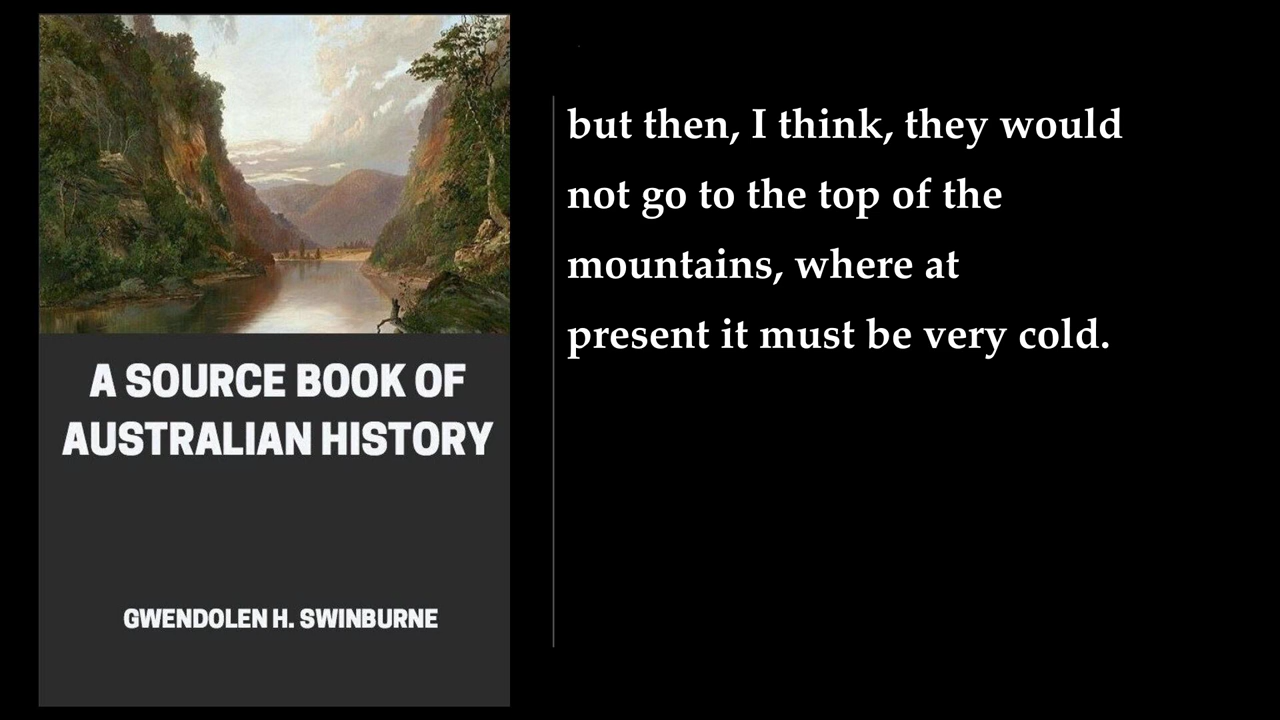 A SOURCE BOOK OF
AUSTRALIAN HISTORY
GWENDOLEN H. SWINBURNE
but then, I think, they would
not go to the top of the
mountains, where at
present it must be very cold.